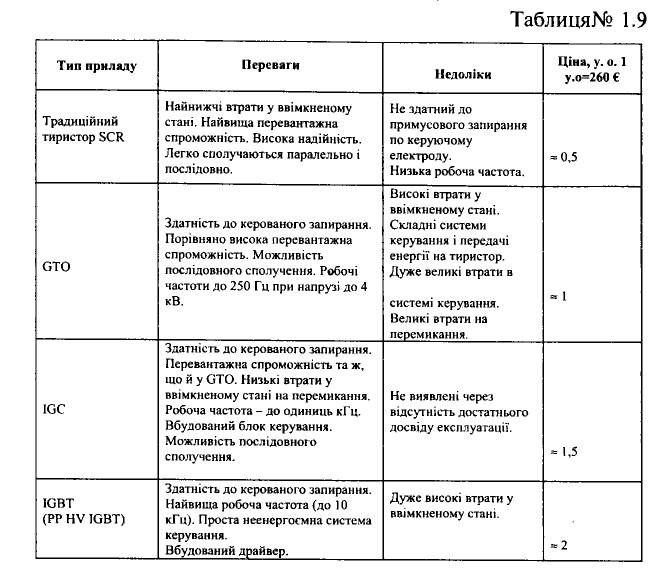 Таблиця№ 1.9
Тип приладу
Переваги
Недоліки
Ціна, у. о. 1
у.о=260 €
Традиційний
тиристор SCR
Найнижчі втрати у ввімкненому
стані. Найвища перевантажна
спроможність. Висока надійність.
Легко сполучаються паралельно і
послідовно.
Не здатний до
примусового запирання
по керуючому
електроду.
Низька робоча частота.
≈ 0,5
GTO
Здатність до керованого запирання.
Порівняно висока перевантажна
спроможність. Можливість
послідовного сполучення. Робочі
частоти до 250 Гц при напрузі до 4
кВ.
Високі втрати у
ввімкненому стані.
Складні системи
керування і передачі
енергії на тиристор.
Дуже великі втрати в
системі керування.
Великі втрати на
перемикання.
≈ 1
IGC
Здатність до керованого запирання.
Перевантажна спроможність та ж,
що й у GTO. Низькі втрати у
ввімкненому стані на перемикання.
Робоча частота – до одиниць кГц.
Вбудований блок керування.
Можливість послідовного
сполучення.
Не виявлені через
відсутність достатнього
досвіду експлуатації.
≈ 1,5
IGBT
(PP HV IGBT)
Здатність до керованого запирання.
Найвища робоча частота (до 10
кГц). Проста неенергоємна система
керування.
Вбудований драйвер.
Дуже високі втрати у
ввімкненому стані.
≈ 2